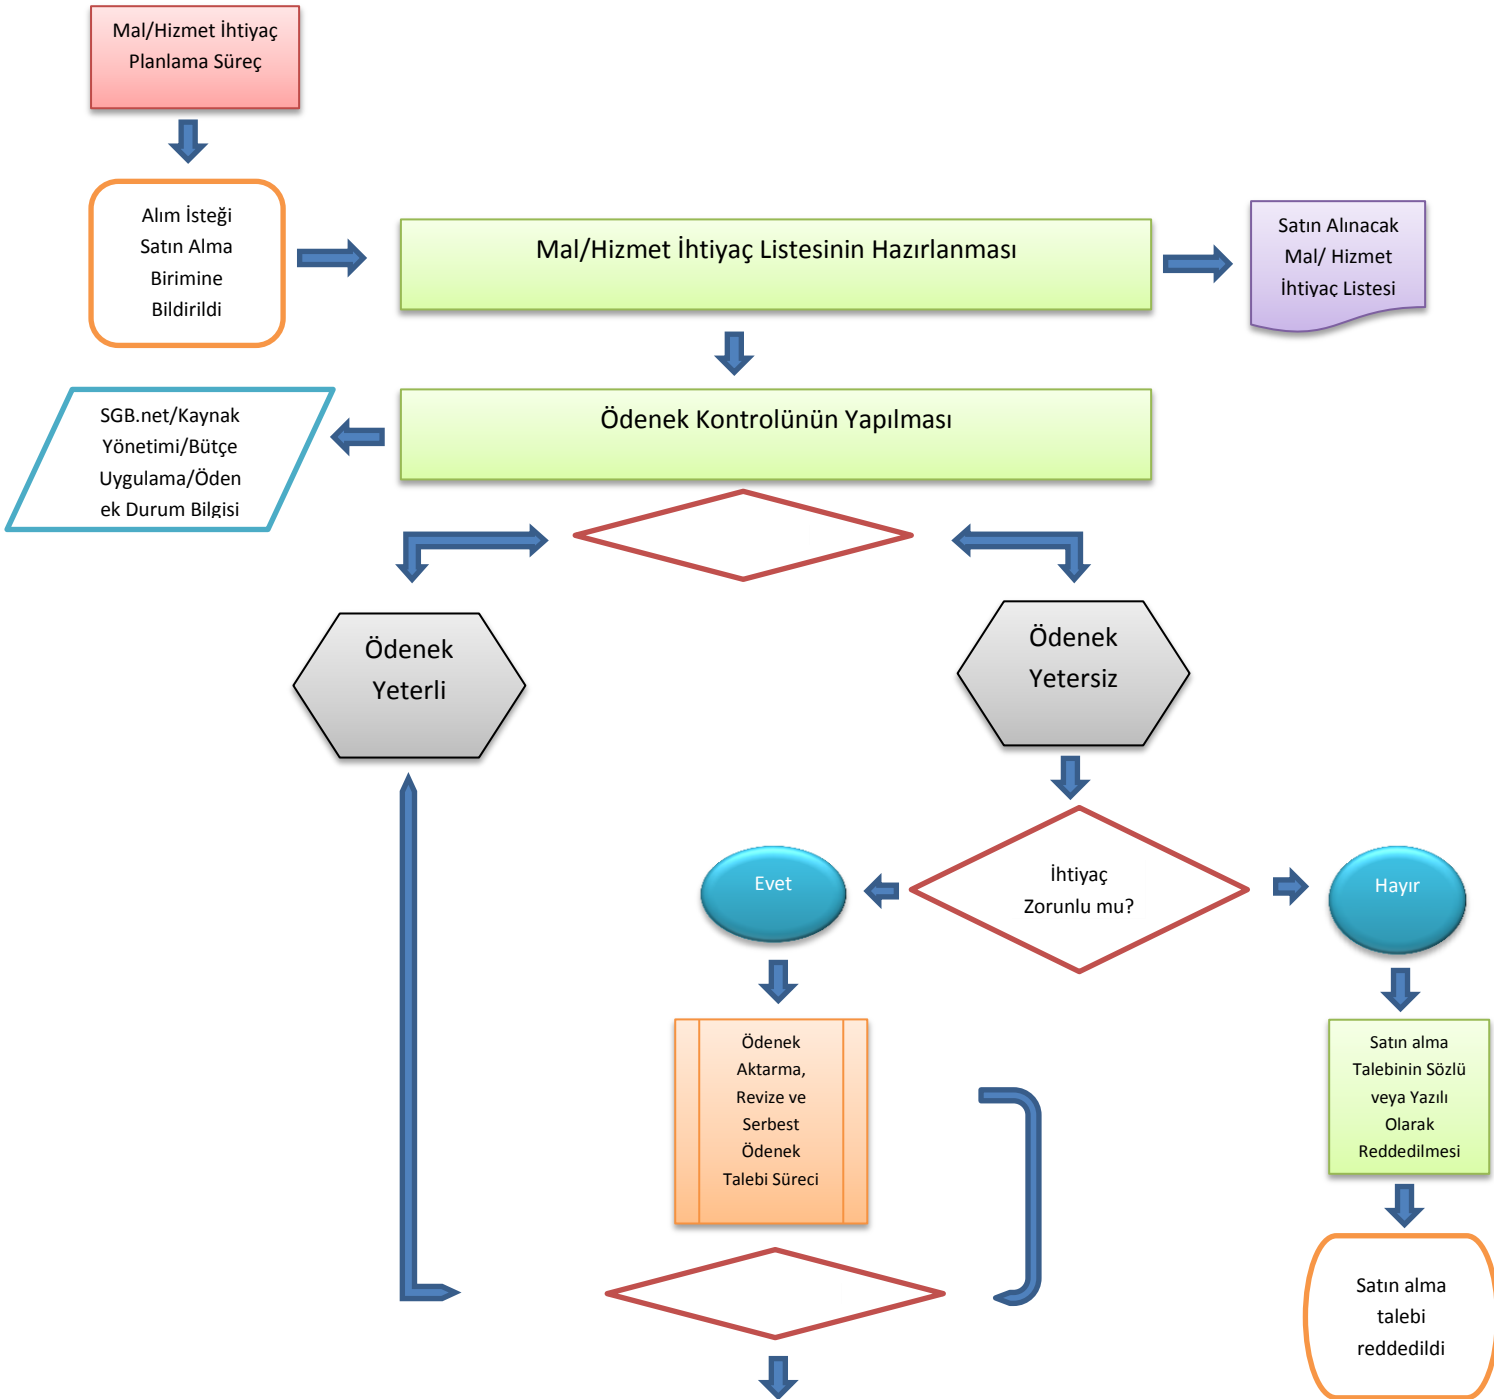 Mal/Hizmet İhtiyaç
Planlama Süreç
Alım İsteği
Satın Alma
Birimine
Bildirildi
Mal/Hizmet İhtiyaç Listesinin Hazırlanması
Satın Alınacak
Mal/ Hizmet
İhtiyaç Listesi
SGB.net/Kaynak
Yönetimi/Bütçe
Uygulama/Öden
ek Durum Bilgisi
Ödenek Kontrolünün Yapılması
Ödenek
Yeterli
Ödenek
Yetersiz
Evet
İhtiyaç
Zorunlu mu?
Hayır
Ödenek
Aktarma,
Revize ve
Serbest
Ödenek
Talebi Süreci
Satın alma
Talebinin Sözlü
veya Yazılı
Olarak
Reddedilmesi
Satın alma
talebi
reddedildi